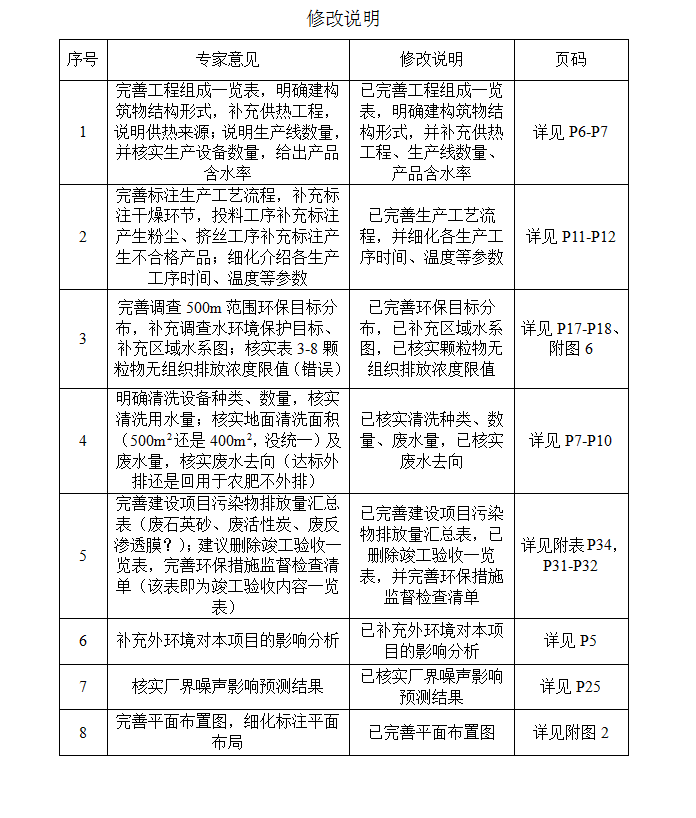 修改说明
序号 专家意见 修改说明 页码
1
完善工程组成一览表，明确建构
筑物结构形式，补充供热工程，
说明供热来源；说明生产线数量，
并核实生产设备数量，给出产品
含水率
已完善工程组成一览
表，明确建构筑物结
构形式，并补充供热
工程、生产线数量、
产品含水率
详见 P6-P7
2
完善标注生产工艺流程，补充标
注干燥环节，投料工序补充标注
产生粉尘、挤丝工序补充标注产
生不合格产品；细化介绍各生产
工序时间、温度等参数
已完善生产工艺流
程，并细化各生产工
序时间、温度等参数
详见 P11-P12
3
完善调查 500m 范围环保目标分
布，补充调查水环境保护目标、
补充区域水系图；核实表 3-8 颗
粒物无组织排放浓度限值（错误）
已完善环保目标分
布，已补充区域水系
图，已核实颗粒物无
组织排放浓度限值
详见 P17-P18、
附图 6
4
明确清洗设备种类、数量，核实
清洗用水量；核实地面清洗面积
（500m²还是 400m²，没统一）及
废水量，核实废水去向（达标外
排还是回用于农肥不外排）
已核实清洗种类、数
量、废水量，已核实
废水去向
详见 P7-P10
5
完善建设项目污染物排放量汇总
表（废石英砂、废活性炭、废反
渗透膜？）；建议删除竣工验收一
览表，完善环保措施监督检查清
单（该表即为竣工验收内容一览
表）
已完善建设项目污染
物排放量汇总表，已
删除竣工验收一览
表，并完善环保措施
监督检查清单
详见附表 P34，
P31-P32
6
补充外环境对本项目的影响分析
已补充外环境对本项
目的影响分析
详见 P5
7
核实厂界噪声影响预测结果
已核实厂界噪声影响
预测结果
详见 P25
8
完善平面布置图，细化标注平面
布局
已完善平面布置图
详见附图 2